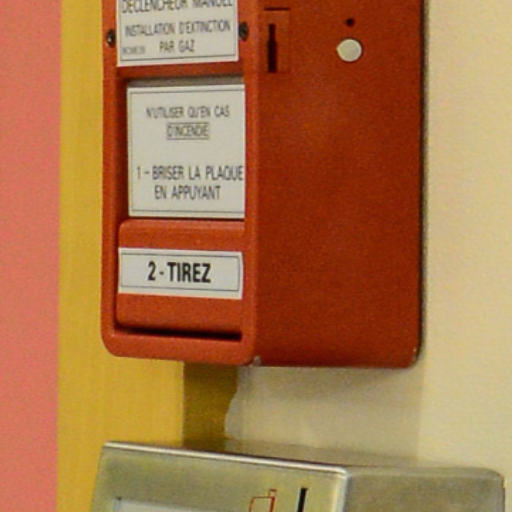 DÉCLENCHEUR MANUEL
INSTALLATION D'EXTINCTION
PAR GAZ
N'UTILISER QU'EN CAS
D'INCENDIE
1 - BRISER LA PLAQUE
EN APPUYANT
2 - TIREZ